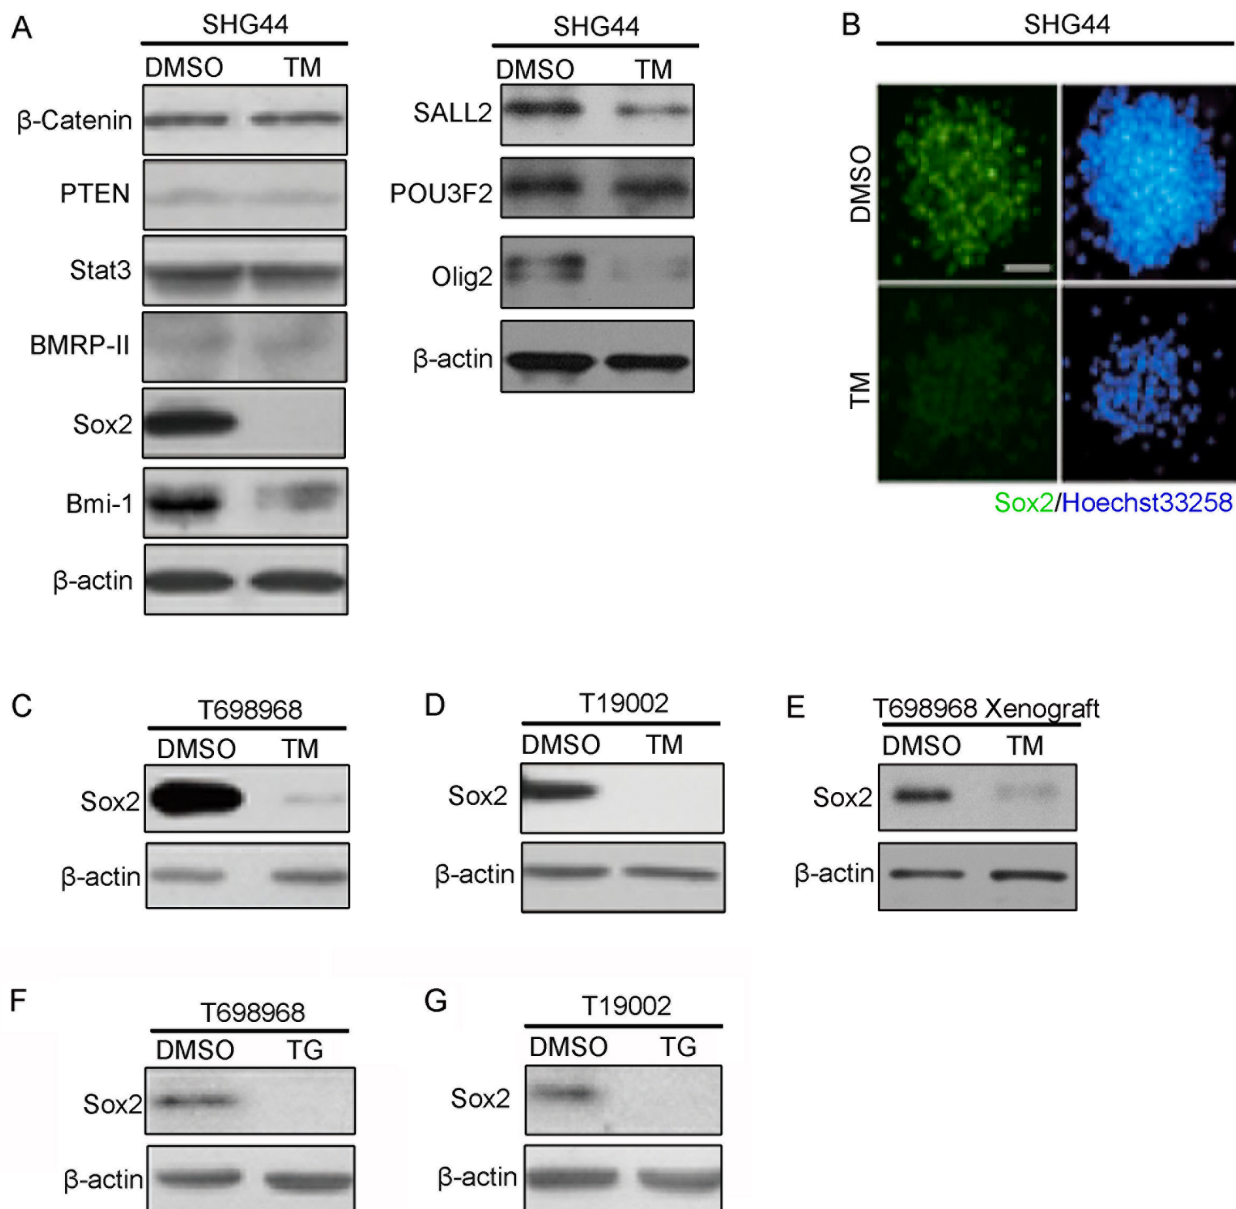 A
SHG44
DMSO TM
β-Catenin
PTEN
Stat3
BMRP-II
Sox2
Bmi-1
β-actin
SHG44
DMSO TM
SALL2
POU3F2
Olig2
β-actin
B
SHG44
DMSO
TM
Sox2/Hoechst33258
C
T698968
DMSO TM
Sox2
β-actin
D
T19002
DMSO TM
Sox2
β-actin
E
T698968 Xenograft
DMSO TM
Sox2
β-actin
F
T698968
DMSO TG
Sox2
β-actin
G
T19002
DMSO TG
Sox2
β-actin